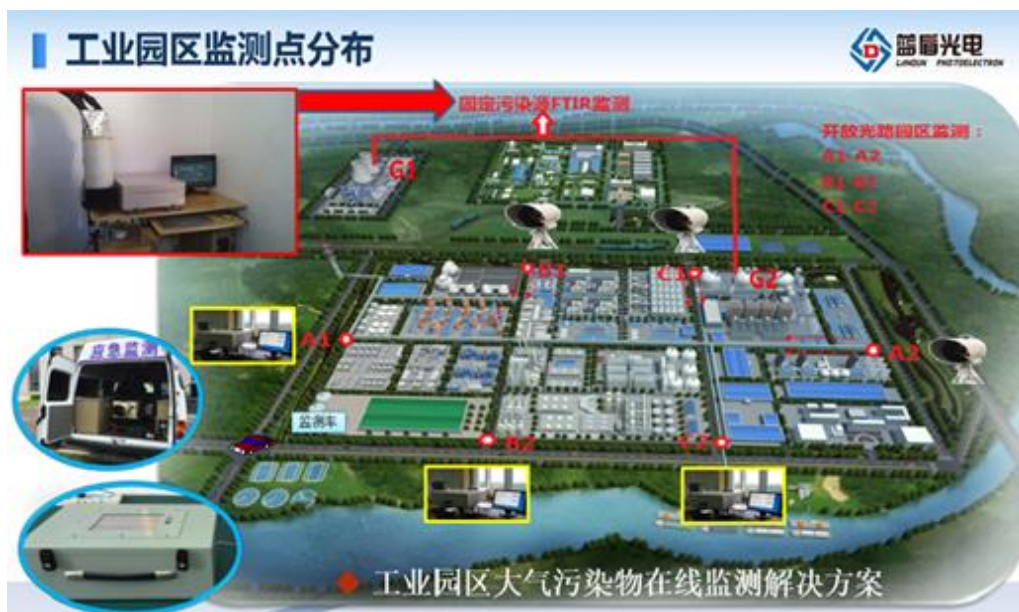 工业园区监测点分布
蓝盾光电
LANDUN PHOTOELECTRON
固定污染源FTIR监测
开放光路园区监测：
A1-A2
B1-B2
C1-C2
G1
B1
C1
G2
A1
A2
应急监测
监测车
B2
C2
工业园区大气污染物在线监测解决方案